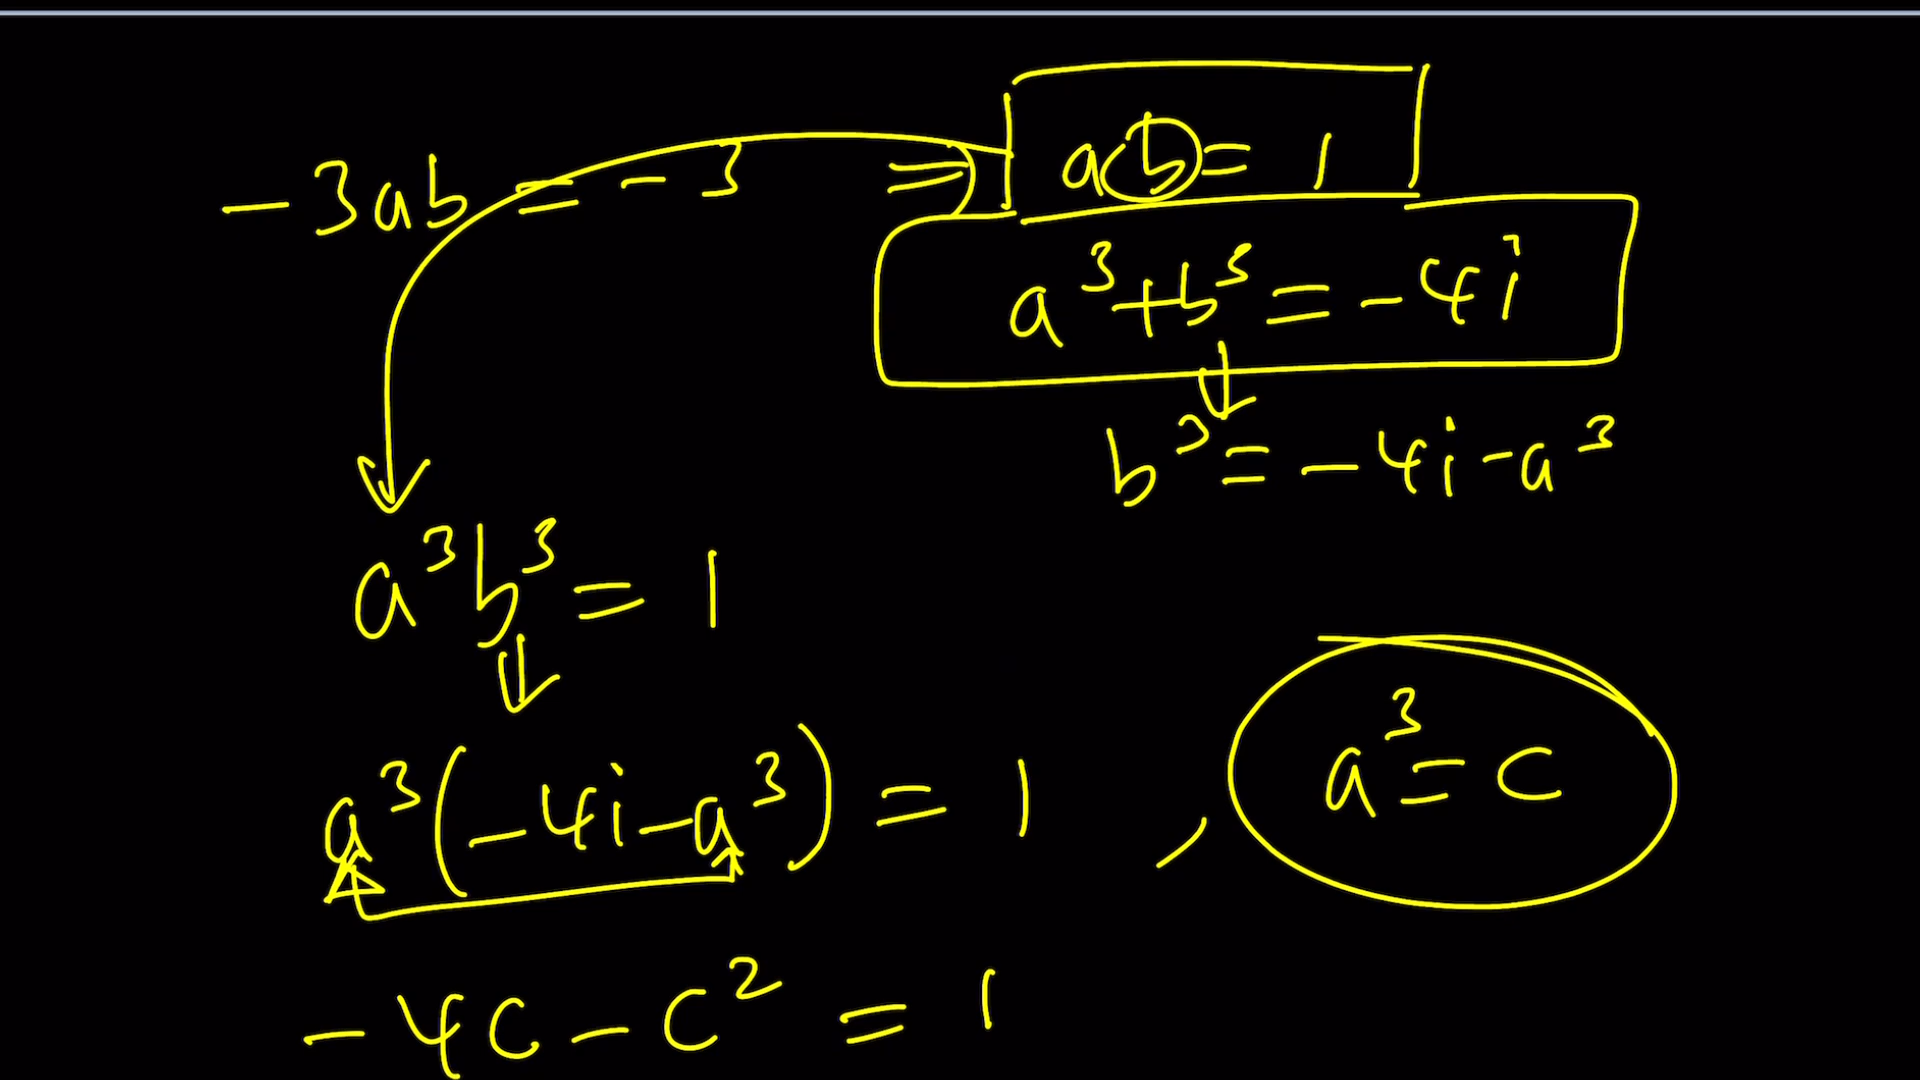 -3ab = -3 ⇒ ab = 1
a³+b³ = -4i
b³ = -4i-a³
a³b³ = 1
a³(-4i-a³) = 1 , a³ = c
-4c-c² = 1